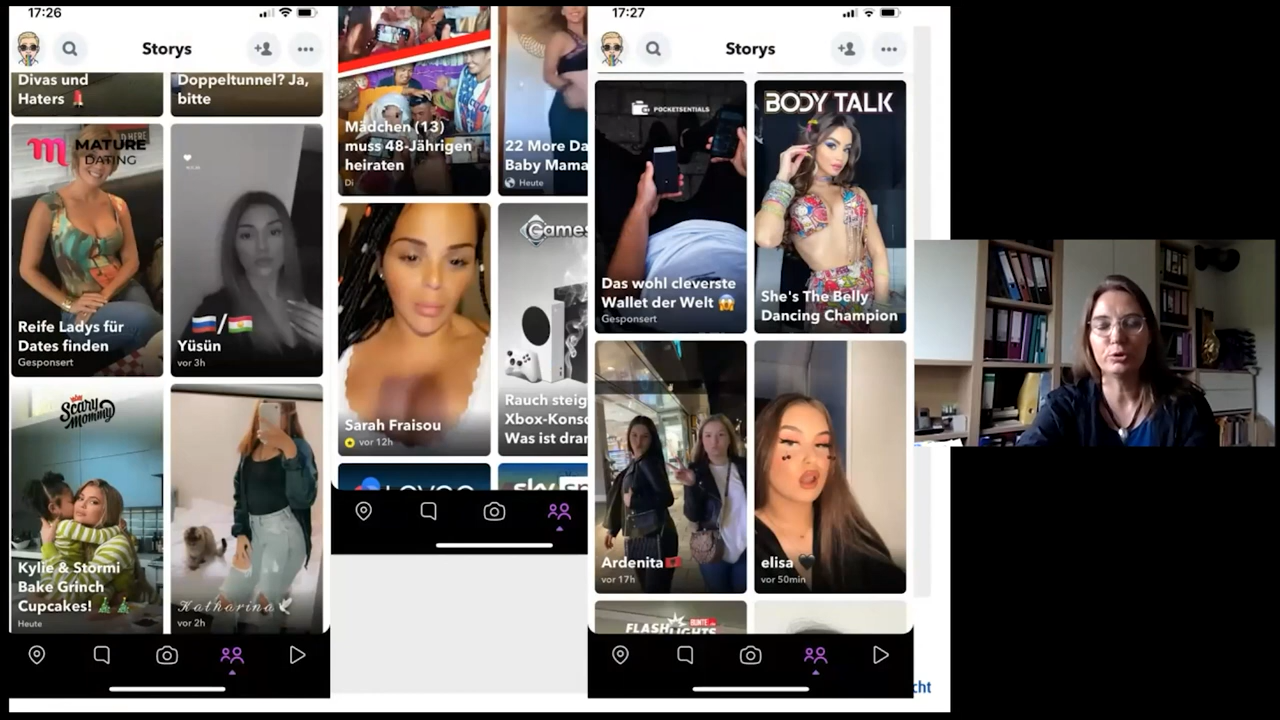 17:26
Storys
Divas und
Haters 💄
Doppeltunnel? Ja,
bitte
m MATURE
DATING
Reife Ladys für
Dates finden
Gesponsert
🇷🇺/🇹🇯
Yüsün
vor 3h
Scary
Mommy
Kylie & Stormi
Bake Grinch
Cupcakes! 🎄🎄
Heute
Katharina 🕊
vor 2h
Mädchen (13)
muss 48-Jährigen
heiraten
Di
22 More Da
Baby Mama
Heute
Sarah Fraisou
vor 12h
Games
Rauch steig
Xbox-Kons
Was ist dran
sky
17:27
Storys
POCKETSENTIALS
Das wohl cleverste
Wallet der Welt 😱
Gesponsert
BODY TALK
She's The Belly
Dancing Champion
Ardenita🇦🇱
vor 17h
elisa 🖤
vor 50min
FLASH
LIGHTS
BUNTE
cht